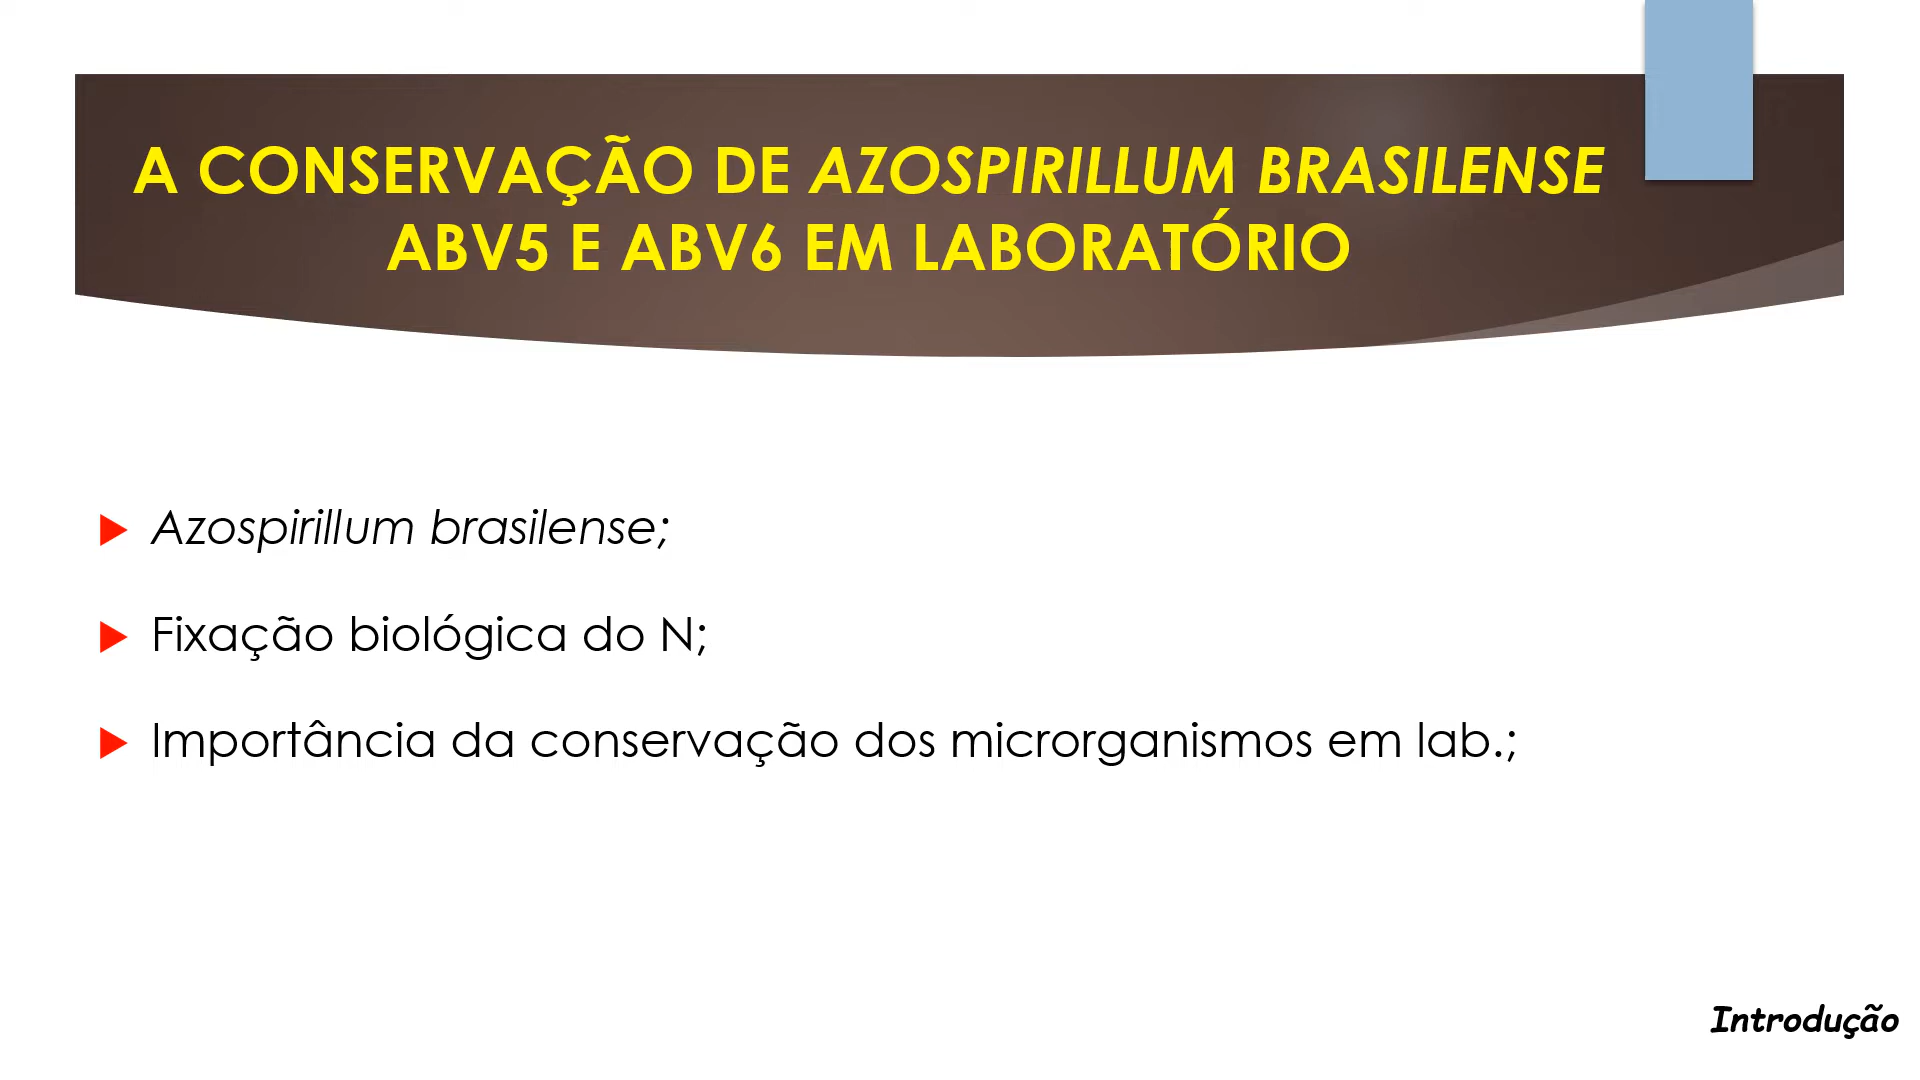 A CONSERVAÇÃO DE AZOSPIRILLUM BRASILENSE
ABV5 E ABV6 EM LABORATÓRIO
Azospirillum brasilense;
Fixação biológica do N;
Importância da conservação dos microrganismos em lab.;
Introdução